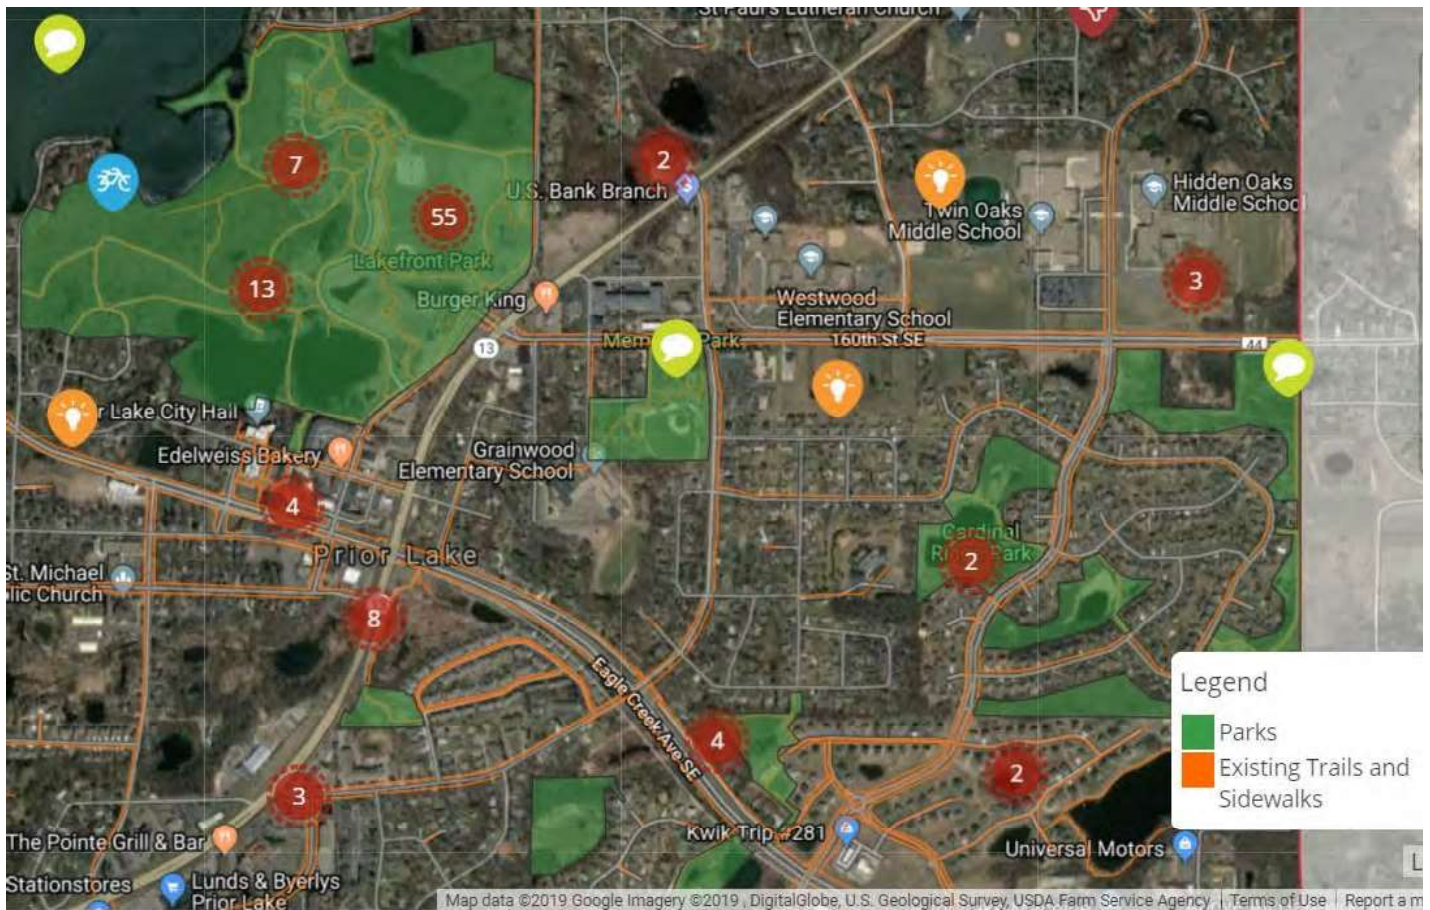 St Paul's Lutheran Church
7
2
U.S. Bank Branch
55
Lakefront Park
Twin Oaks
Middle School
Hidden Oaks
Middle School
13
Burger King
3
Westwood
Elementary School
160th St SE
44
13
Park
r Lake City Hall
Edelweiss Bakery
Grainwood
Elementary School
4
Prior Lake
Cardinal
Park
2
St. Michael
lic Church
8
Eagle Creek Ave SE
4
2
3
The Pointe Grill & Bar
Kwik Trip #281
Universal Motors
Stationstores
Lunds & Byerlys
Prior Lake
Legend
Parks
Existing Trails and
Sidewalks
L
Map data ©2019 Google Imagery ©2019 , DigitalGlobe, U.S. Geological Survey, USDA Farm Service Agency
Terms of Use
Report a m